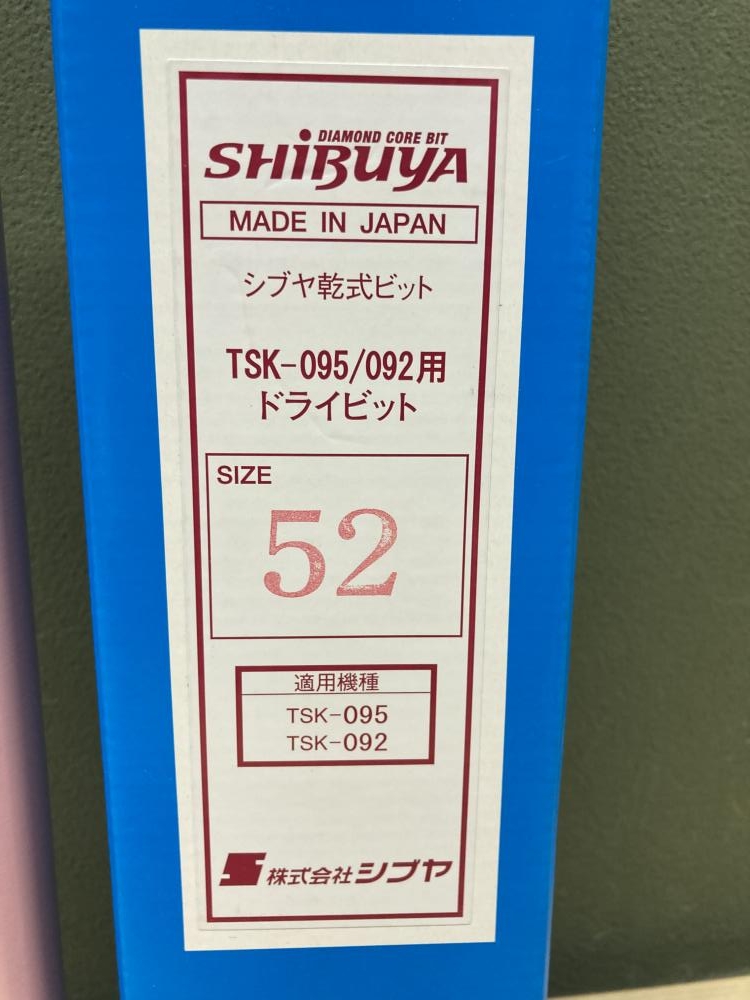 DIAMOND CORE BIT
SHIBUYA
MADE IN JAPAN
シブヤ乾式ビット
TSK-095/092用
ドライビット
SIZE
52
適用機種
TSK-095
TSK-092
株式会社シブヤ